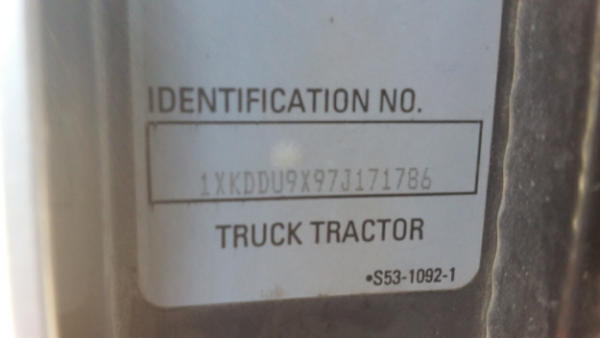 IDENTIFICATION NO.
1XKDDU9X97J171786
TRUCK TRACTOR
•S53-1092-1